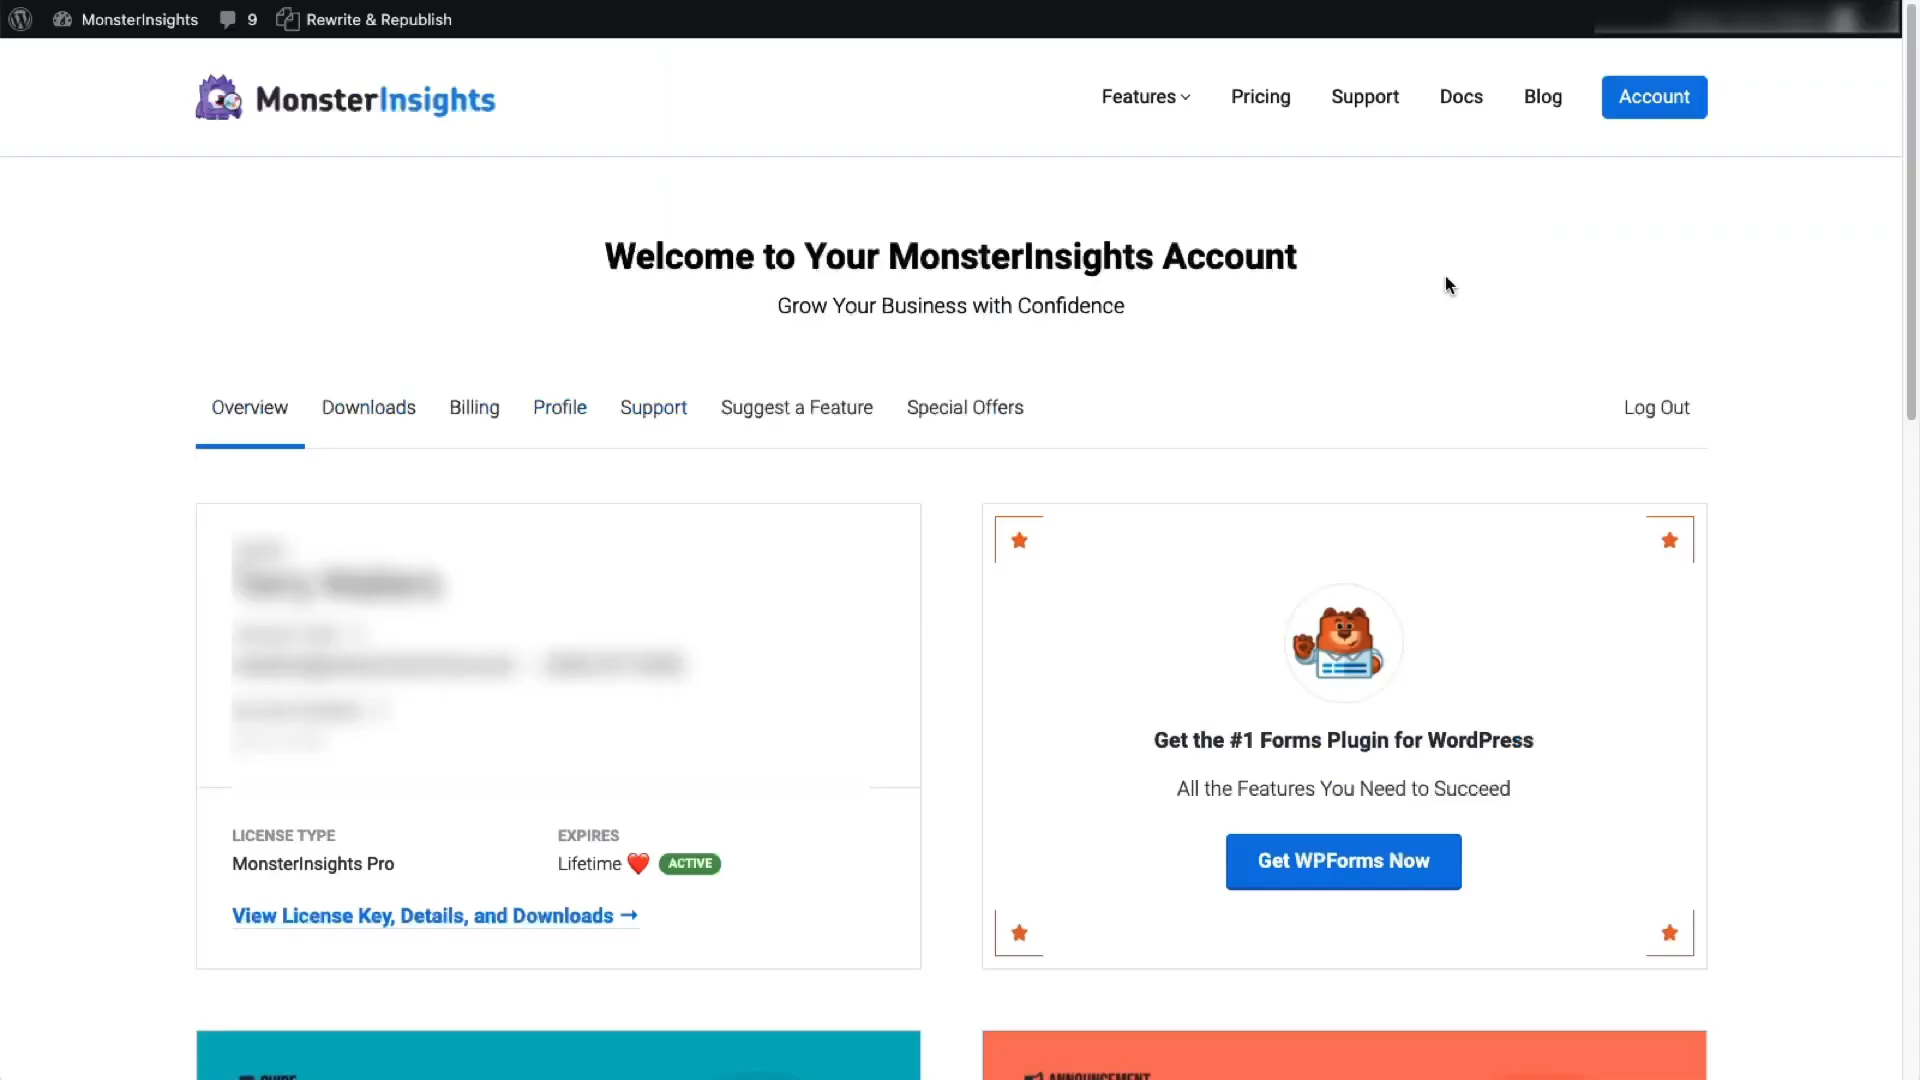 MonsterInsights 9 Rewrite & Republish
MonsterInsights
Features Pricing Support Docs Blog Account
Welcome to Your MonsterInsights Account
Grow Your Business with Confidence
Overview Downloads Billing Profile Support Suggest a Feature Special Offers Log Out
LICENSE TYPE
MonsterInsights Pro
EXPIRES
Lifetime ❤️ ACTIVE
View License Key, Details, and Downloads →
Get the #1 Forms Plugin for WordPress
All the Features You Need to Succeed
Get WPForms Now
GUIDE
ANNOUNCEMENT